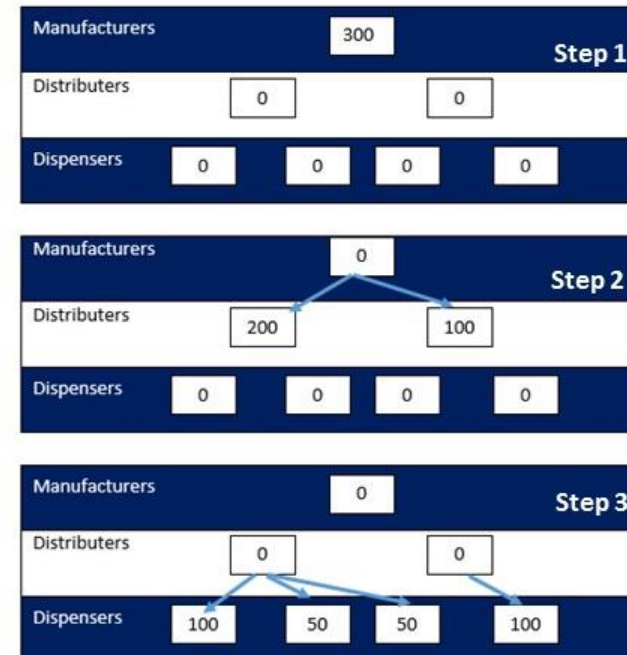 Manufacturers
300
Step 1
Distributers
0 0
Dispensers
0 0 0 0
Manufacturers
0
Step 2
Distributers
200 100
Dispensers
0 0 0 0
Manufacturers
0
Step 3
Distributers
0 0
Dispensers
100 50 50 100